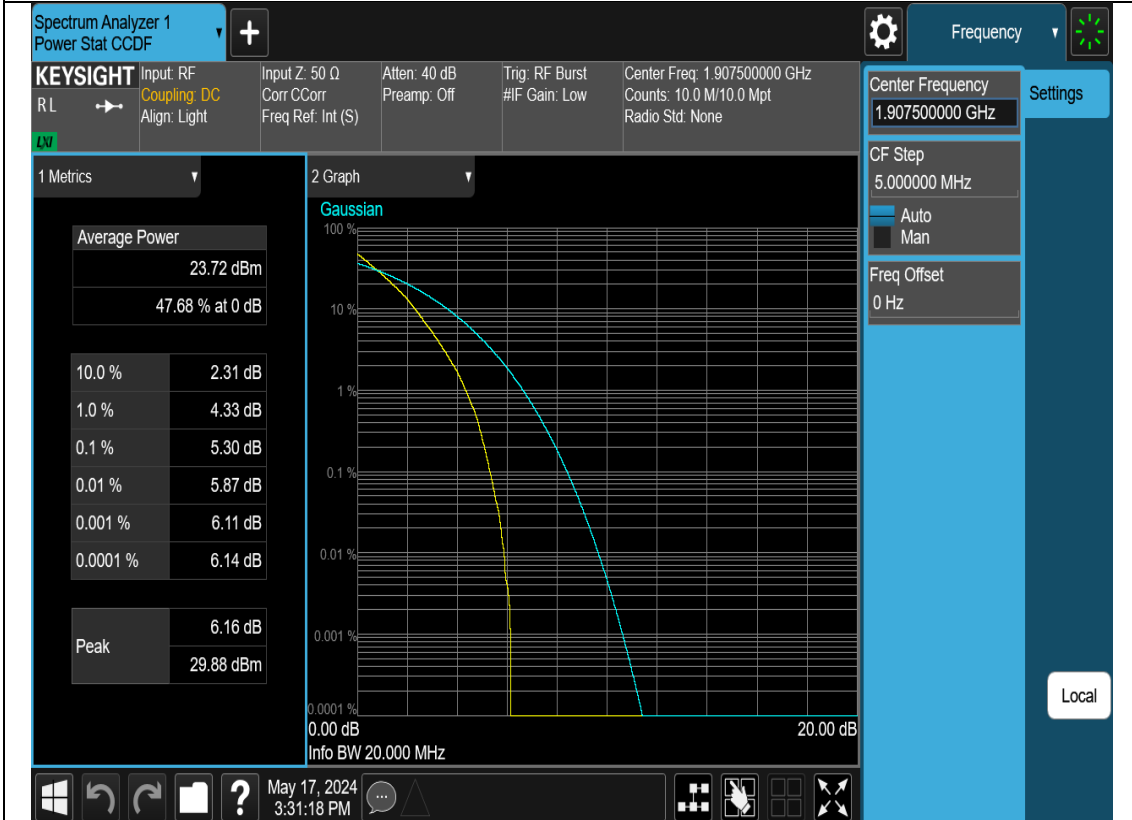 Spectrum Analyzer 1
Power Stat CCDF
+
Frequency
KEYSIGHT
RL
LXI
Input: RF
Coupling: DC
Align: Light
Input Z: 50 Ω
Corr CCorr
Freq Ref: Int (S)
Atten: 40 dB
Preamp: Off
Trig: RF Burst
#IF Gain: Low
Center Freq: 1.907500000 GHz
Counts: 10.0 M/10.0 Mpt
Radio Std: None
Center Frequency
1.907500000 GHz
Settings
CF Step
5.000000 MHz
Auto
Man
Freq Offset
0 Hz
1 Metrics
Average Power
23.72 dBm
47.68 % at 0 dB
10.0 % 2.31 dB
1.0 % 4.33 dB
0.1 % 5.30 dB
0.01 % 5.87 dB
0.001 % 6.11 dB
0.0001 % 6.14 dB
Peak
6.16 dB
29.88 dBm
2 Graph
Gaussian
100 %
10 %
1 %
0.1 %
0.01 %
0.001 %
0.0001 %
0.00 dB 20.00 dB
Info BW 20.000 MHz
Local
?
May 17, 2024
3:31:18 PM